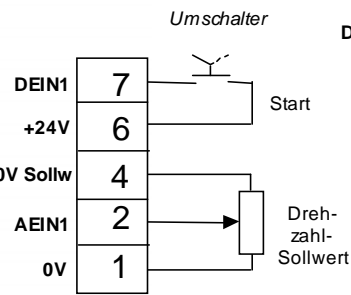 Umschalter
D
DEIN1 7
Start
+24V 6
0V Sollw 4
AEIN1 2
Dreh-
zahl-
Sollwert
0V 1